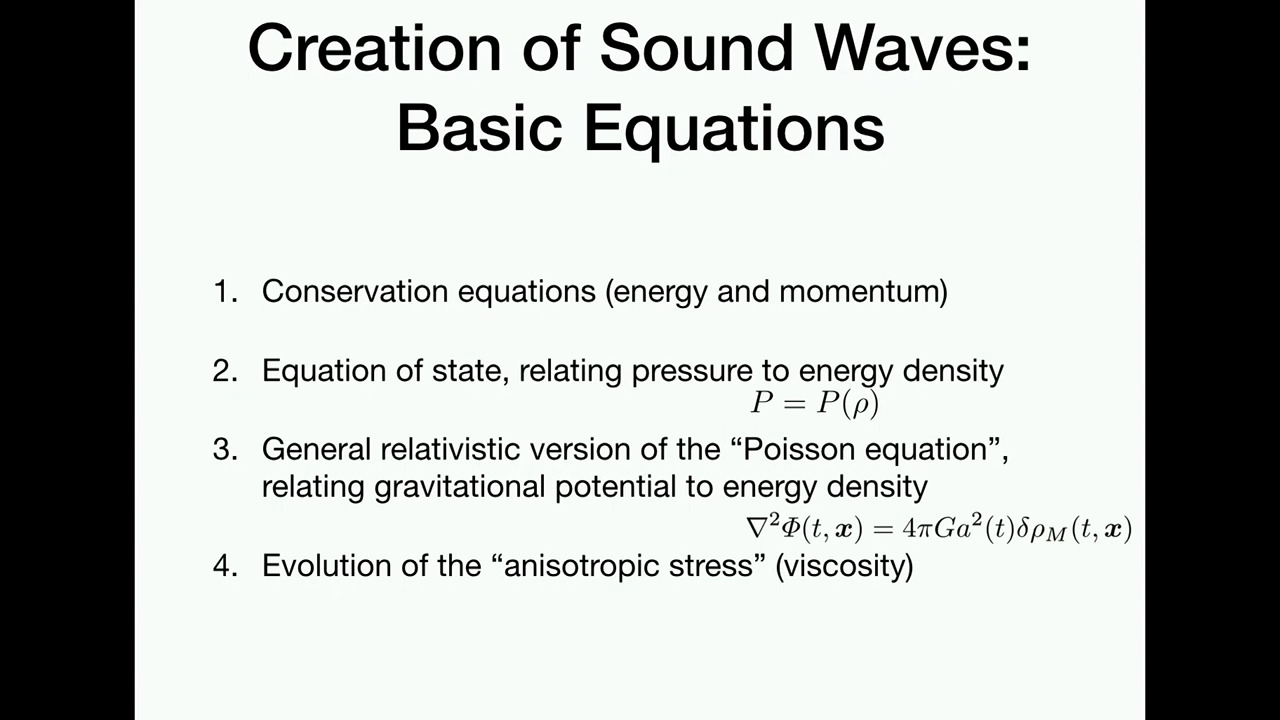 Creation of Sound Waves:
Basic Equations
1. Conservation equations (energy and momentum)
2. Equation of state, relating pressure to energy density
P = P(ρ)
3. General relativistic version of the “Poisson equation”,
relating gravitational potential to energy density
∇²Φ(t, x) = 4πGa²(t)δρ_M(t, x)
4. Evolution of the “anisotropic stress” (viscosity)